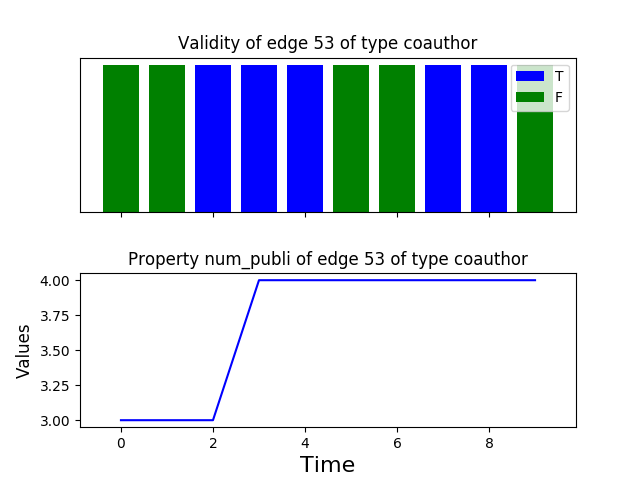 Validity of edge 53 of type coauthor
T
F
Property num_publi of edge 53 of type coauthor
4.00
3.75
3.50
3.25
3.00
Values
0 2 4 6 8
Time